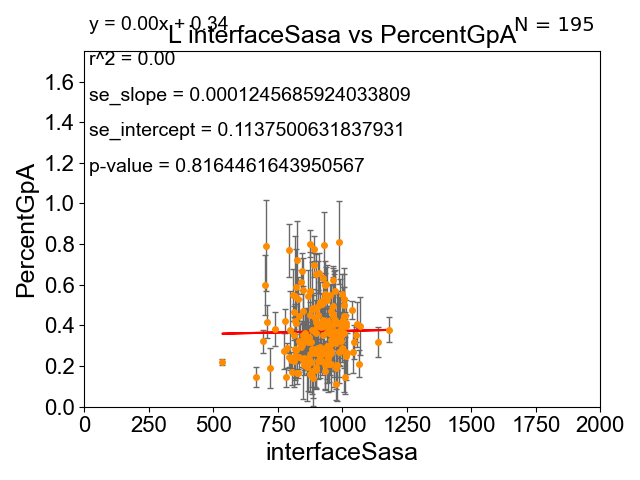 y = 0.00x + 0.34
L interfaceSasa vs PercentGpA
N = 195
r^2 = 0.00
se_slope = 0.0001245685924033809
se_intercept = 0.1137500631837931
p-value = 0.8164461643950567
PercentGpA
1.6
1.4
1.2
1.0
0.8
0.6
0.4
0.2
0.0
0 250 500 750 1000 1250 1500 1750 2000
interfaceSasa